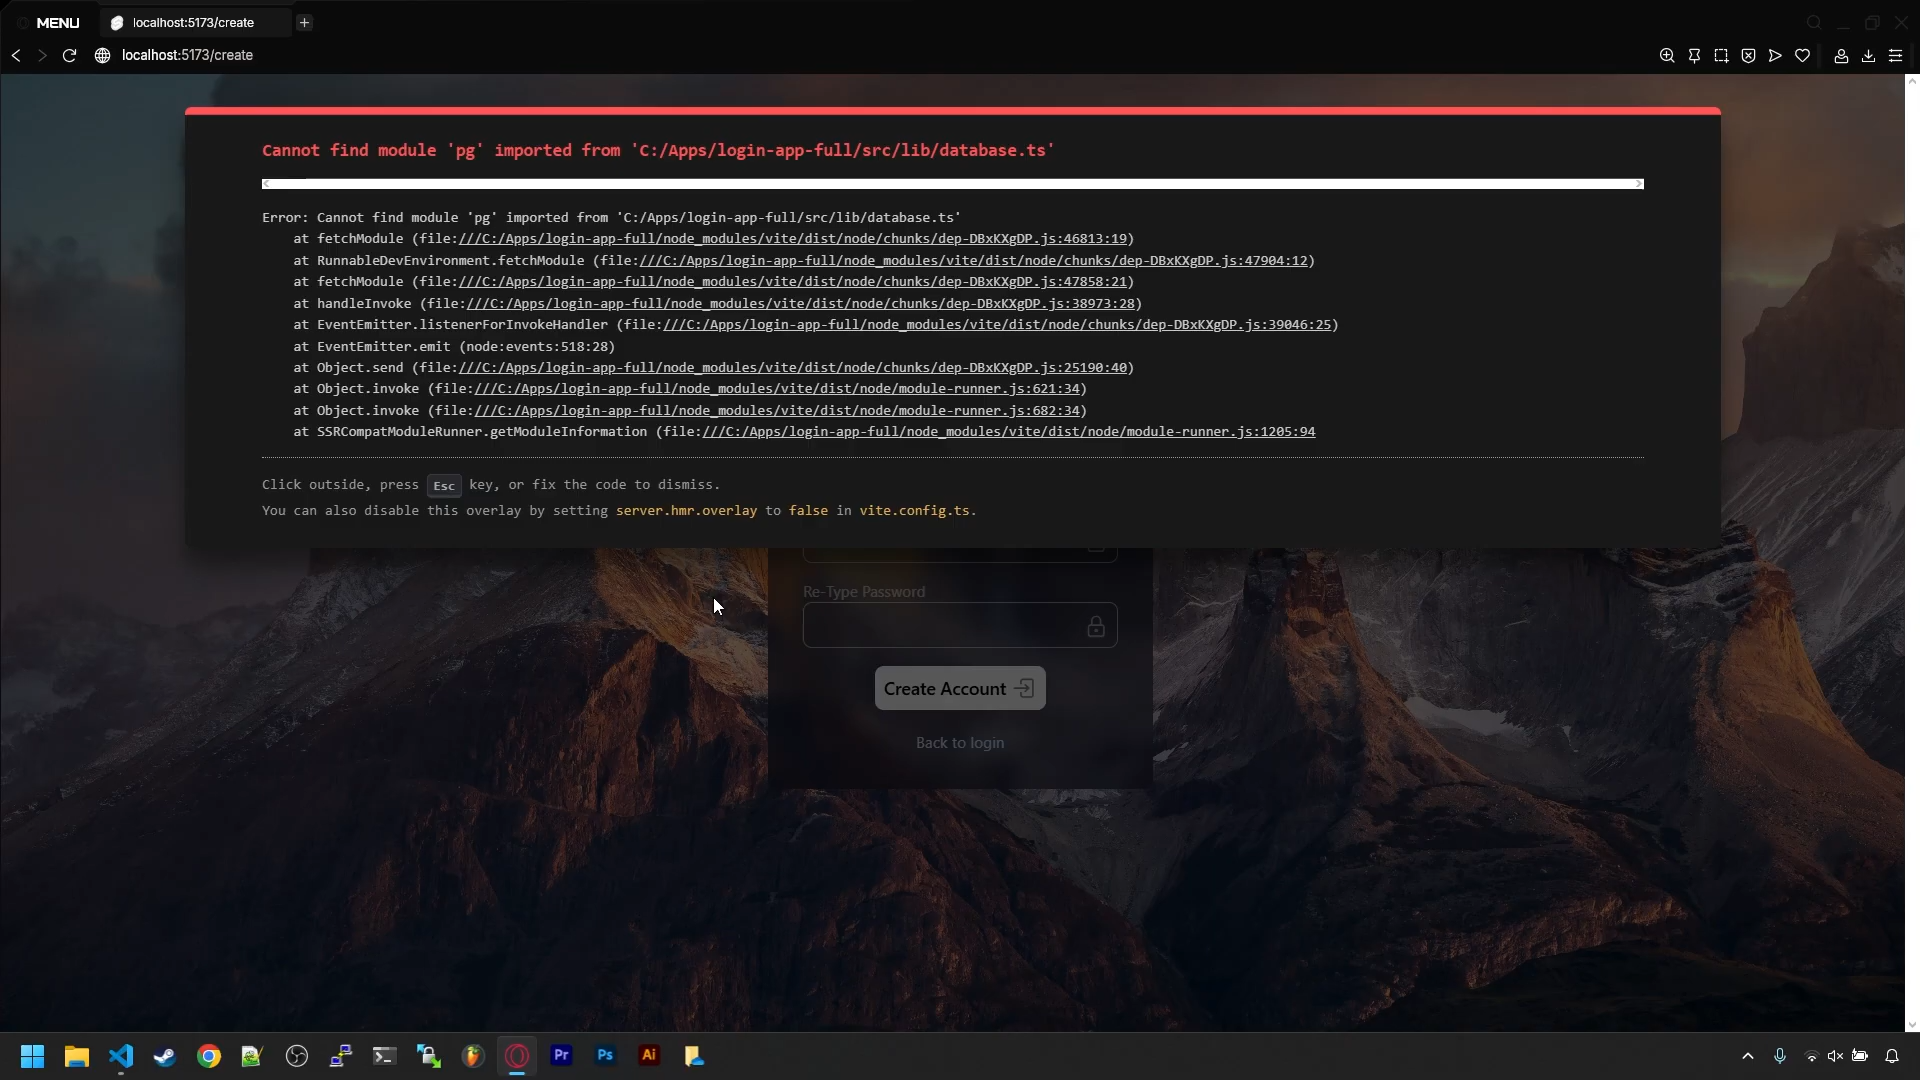 MENU
localhost:5173/create
localhost:5173/create
Cannot find module 'pg' imported from 'C:/Apps/login-app-full/src/lib/database.ts'
Error: Cannot find module 'pg' imported from 'C:/Apps/login-app-full/src/lib/database.ts'
at fetchModule (file:///C:/Apps/login-app-full/node_modules/vite/dist/node/chunks/dep-DBxKXgDP.js:46813:19)
at RunnableDevEnvironment.fetchModule (file:///C:/Apps/login-app-full/node_modules/vite/dist/node/chunks/dep-DBxKXgDP.js:47904:12)
at fetchModule (file:///C:/Apps/login-app-full/node_modules/vite/dist/node/chunks/dep-DBxKXgDP.js:47858:21)
at handleInvoke (file:///C:/Apps/login-app-full/node_modules/vite/dist/node/chunks/dep-DBxKXgDP.js:38973:28)
at EventEmitter.listenerForInvokeHandler (file:///C:/Apps/login-app-full/node_modules/vite/dist/node/chunks/dep-DBxKXgDP.js:39046:25)
at EventEmitter.emit (node:events:518:28)
at Object.send (file:///C:/Apps/login-app-full/node_modules/vite/dist/node/chunks/dep-DBxKXgDP.js:25190:40)
at Object.invoke (file:///C:/Apps/login-app-full/node_modules/vite/dist/node/module-runner.js:621:34)
at Object.invoke (file:///C:/Apps/login-app-full/node_modules/vite/dist/node/module-runner.js:682:34)
at SSRCompatModuleRunner.getModuleInformation (file:///C:/Apps/login-app-full/node_modules/vite/dist/node/module-runner.js:1205:94
Click outside, press Esc key, or fix the code to dismiss.
You can also disable this overlay by setting server.hmr.overlay to false in vite.config.ts.
Re-Type Password
Create Account
Back to login
Pr
Ps
Ai